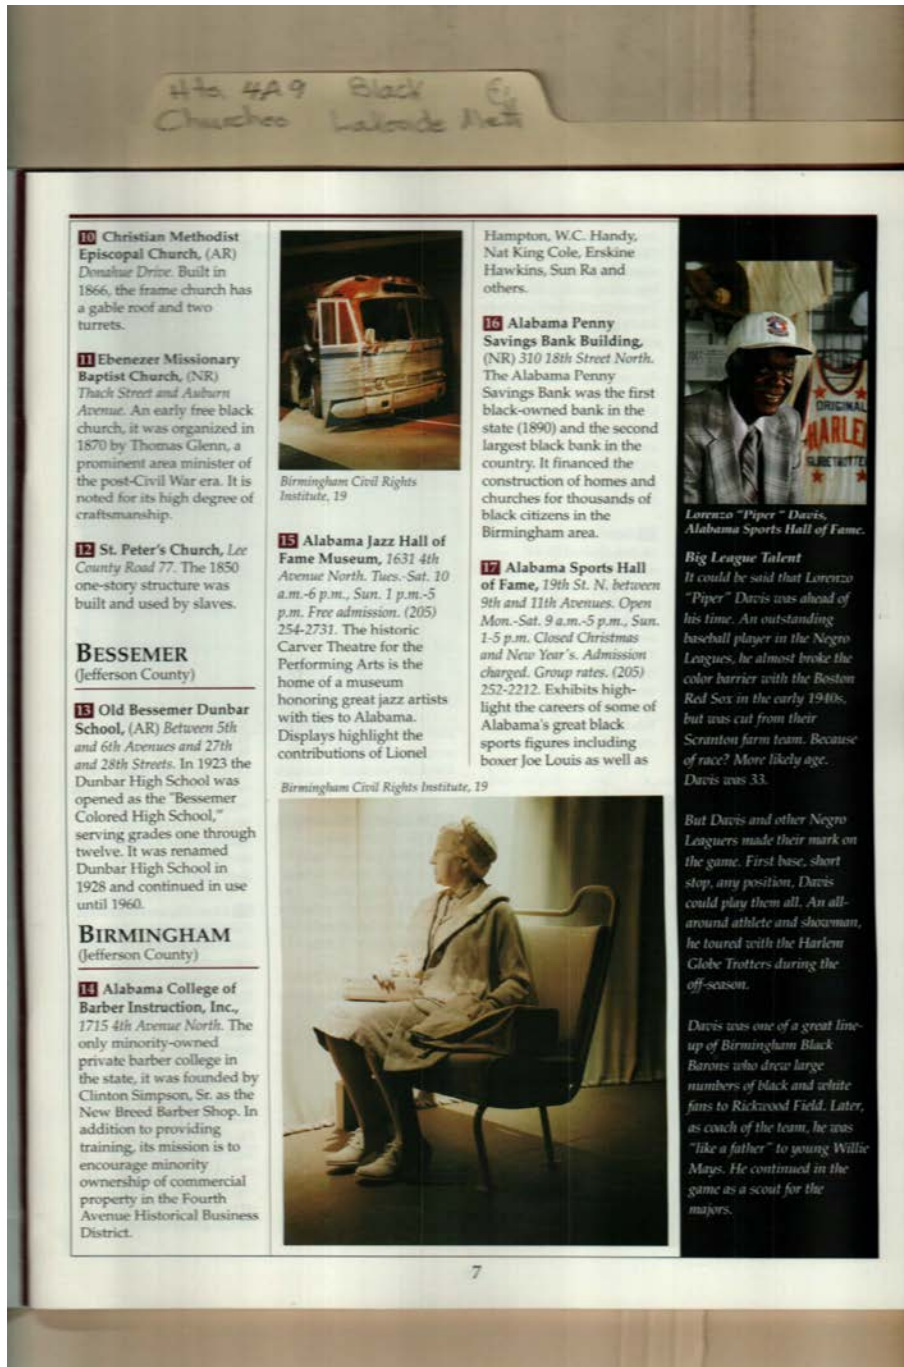 Hts. 4A9 Black
Churches Lakeside Meth
10 Christian Methodist
Episcopal Church, (AR)
Donahue Drive. Built in
1866, the frame church has
a gable roof and two
turrets.
11 Ebenezer Missionary
Baptist Church, (NR)
Thach Street and Auburn
Avenue. An early free black
church, it was organized in
1870 by Thomas Glenn, a
prominent area minister of
the post-Civil War era. It is
noted for its high degree of
craftsmanship.
12 St. Peter's Church, Lee
County Road 77. The 1850
one-story structure was
built and used by slaves.
BESSEMER
(Jefferson County)
13 Old Bessemer Dunbar
School, (AR) Between 5th
and 6th Avenues and 27th
and 28th Streets. In 1923 the
Dunbar High School was
opened as the "Bessemer
Colored High School,"
serving grades one through
twelve. It was renamed
Dunbar High School in
1928 and continued in use
until 1960.
BIRMINGHAM
(Jefferson County)
14 Alabama College of
Barber Instruction, Inc.,
1715 4th Avenue North. The
only minority-owned
private barber college in
the state, it was founded by
Clinton Simpson, Sr. as the
New Breed Barber Shop. In
addition to providing
training, its mission is to
encourage minority
ownership of commercial
property in the Fourth
Avenue Historical Business
District.
Birmingham Civil Rights
Institute, 19
15 Alabama Jazz Hall of
Fame Museum, 1631 4th
Avenue North. Tues.-Sat. 10
a.m.-6 p.m., Sun. 1 p.m.-5
p.m. Free admission. (205)
254-2731. The historic
Carver Theatre for the
Performing Arts is the
home of a museum
honoring great jazz artists
with ties to Alabama.
Displays highlight the
contributions of Lionel
Hampton, W.C. Handy,
Nat King Cole, Erskine
Hawkins, Sun Ra and
others.
16 Alabama Penny
Savings Bank Building,
(NR) 310 18th Street North.
The Alabama Penny
Savings Bank was the first
black-owned bank in the
state (1890) and the second
largest black bank in the
country. It financed the
construction of homes and
churches for thousands of
black citizens in the
Birmingham area.
17 Alabama Sports Hall
of Fame, 19th St. N. between
9th and 11th Avenues. Open
Mon.-Sat. 9 a.m.-5 p.m., Sun.
1-5 p.m. Closed Christmas
and New Year's. Admission
charged. Group rates. (205)
252-2212. Exhibits high-
light the careers of some of
Alabama's great black
sports figures including
boxer Joe Louis as well as
Birmingham Civil Rights Institute, 19
ORIGINAL
HARLE
GLOBETROTTE
Lorenzo "Piper" Davis,
Alabama Sports Hall of Fame.
Big League Talent
It could be said that Lorenzo
"Piper" Davis was ahead of
his time. An outstanding
baseball player in the Negro
Leagues, he almost broke the
color barrier with the Boston
Red Sox in the early 1940s,
but was cut from their
Scranton farm team. Because
of race? More likely age.
Davis was 33.
But Davis and other Negro
Leaguers made their mark on
the game. First base, short
stop, any position, Davis
could play them all. An all-
around athlete and showman,
he toured with the Harlem
Globe Trotters during the
off-season.
Davis was one of a great line-
up of Birmingham Black
Barons who drew large
numbers of black and white
fans to Rickwood Field. Later,
as coach of the team, he was
"like a father" to young Willie
Mays. He continued in the
game as a scout for the
majors.
7